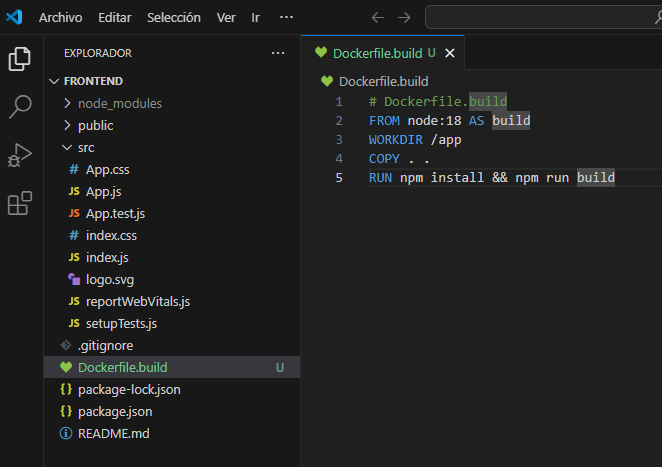 Archivo Editar Selección Ver Ir ···
EXPLORADOR ···
FRONTEND
node_modules
public
src
# App.css
JS App.js
JS App.test.js
# index.css
JS index.js
logo.svg
JS reportWebVitals.js
JS setupTests.js
.gitignore
Dockerfile.build U
{} package-lock.json
{} package.json
README.md
Dockerfile.build U
Dockerfile.build
1 # Dockerfile.build
2 FROM node:18 AS build
3 WORKDIR /app
4 COPY . .
5 RUN npm install && npm run build